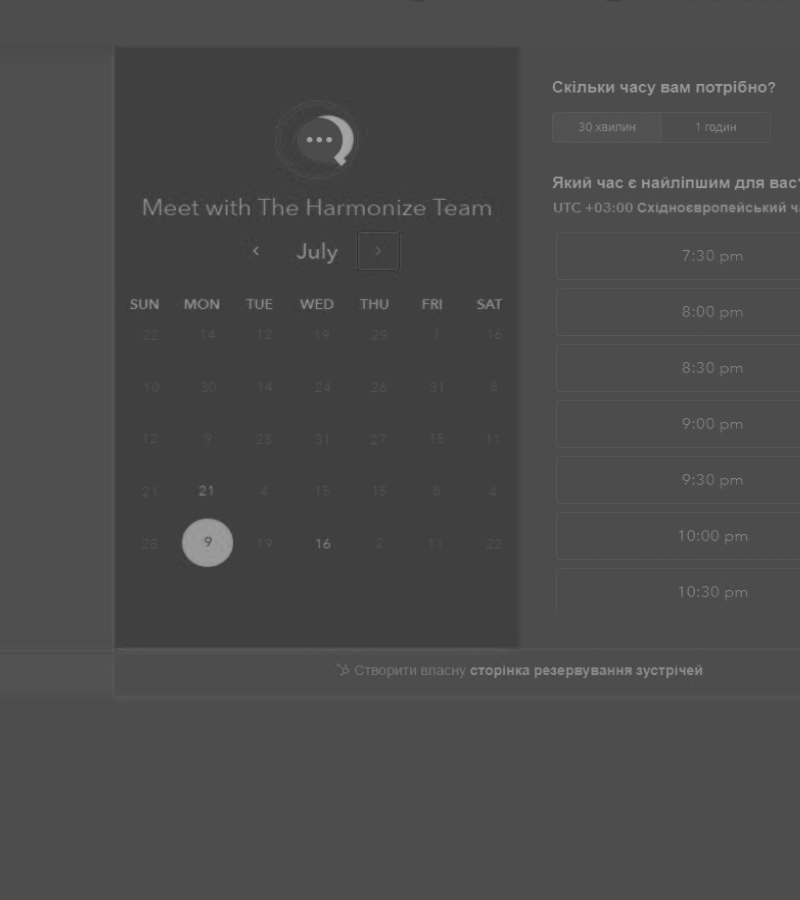 Meet with The Harmonize Team
‹ July ›
SUN MON TUE WED THU FRI SAT
22 14 12 19 29 1 16
10 30 14 24 26 31 8
12 9 25 31 27 15 11
21 21 4 15 15 8 4
28 9 19 16 2 11 22
Скільки часу вам потрібно?
30 хвилин 1 годин
Який час є найліпшим для вас?
UTC +03:00 Східноєвропейський
7:30 pm
8:00 pm
8:30 pm
9:00 pm
9:30 pm
10:00 pm
10:30 pm
Створити власну сторінка резервування зустрічей